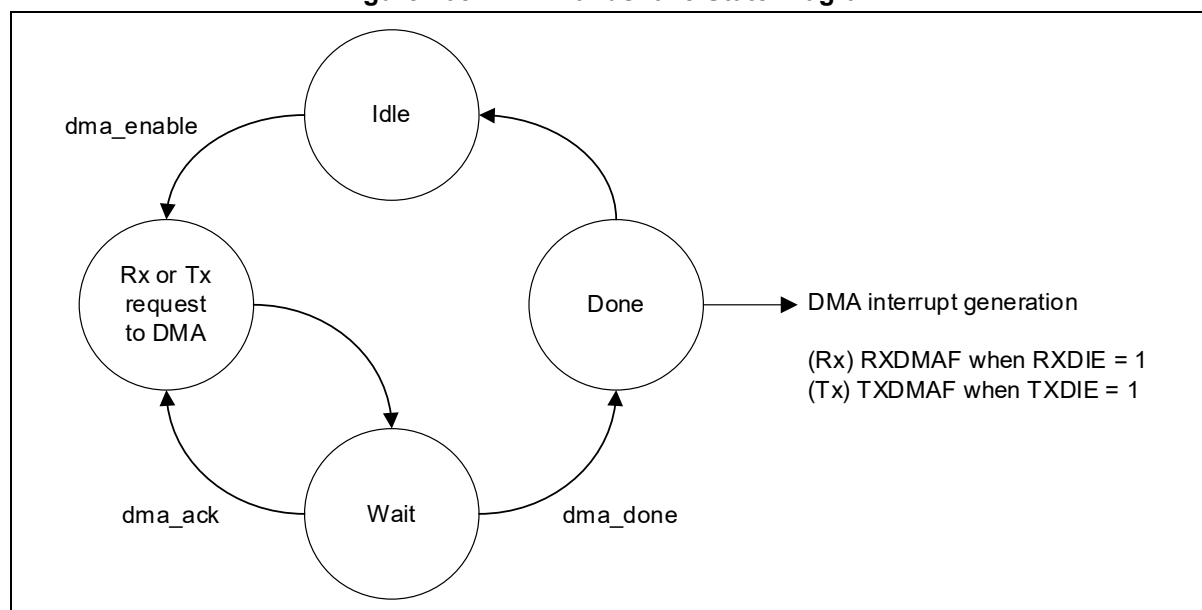 Idle
dma_enable
Rx or Tx
request
to DMA
Done
DMA interrupt generation
(Rx) RXDMAF when RXDIE = 1
(Tx) TXDMAF when TXDIE = 1
dma_ack
Wait
dma_done